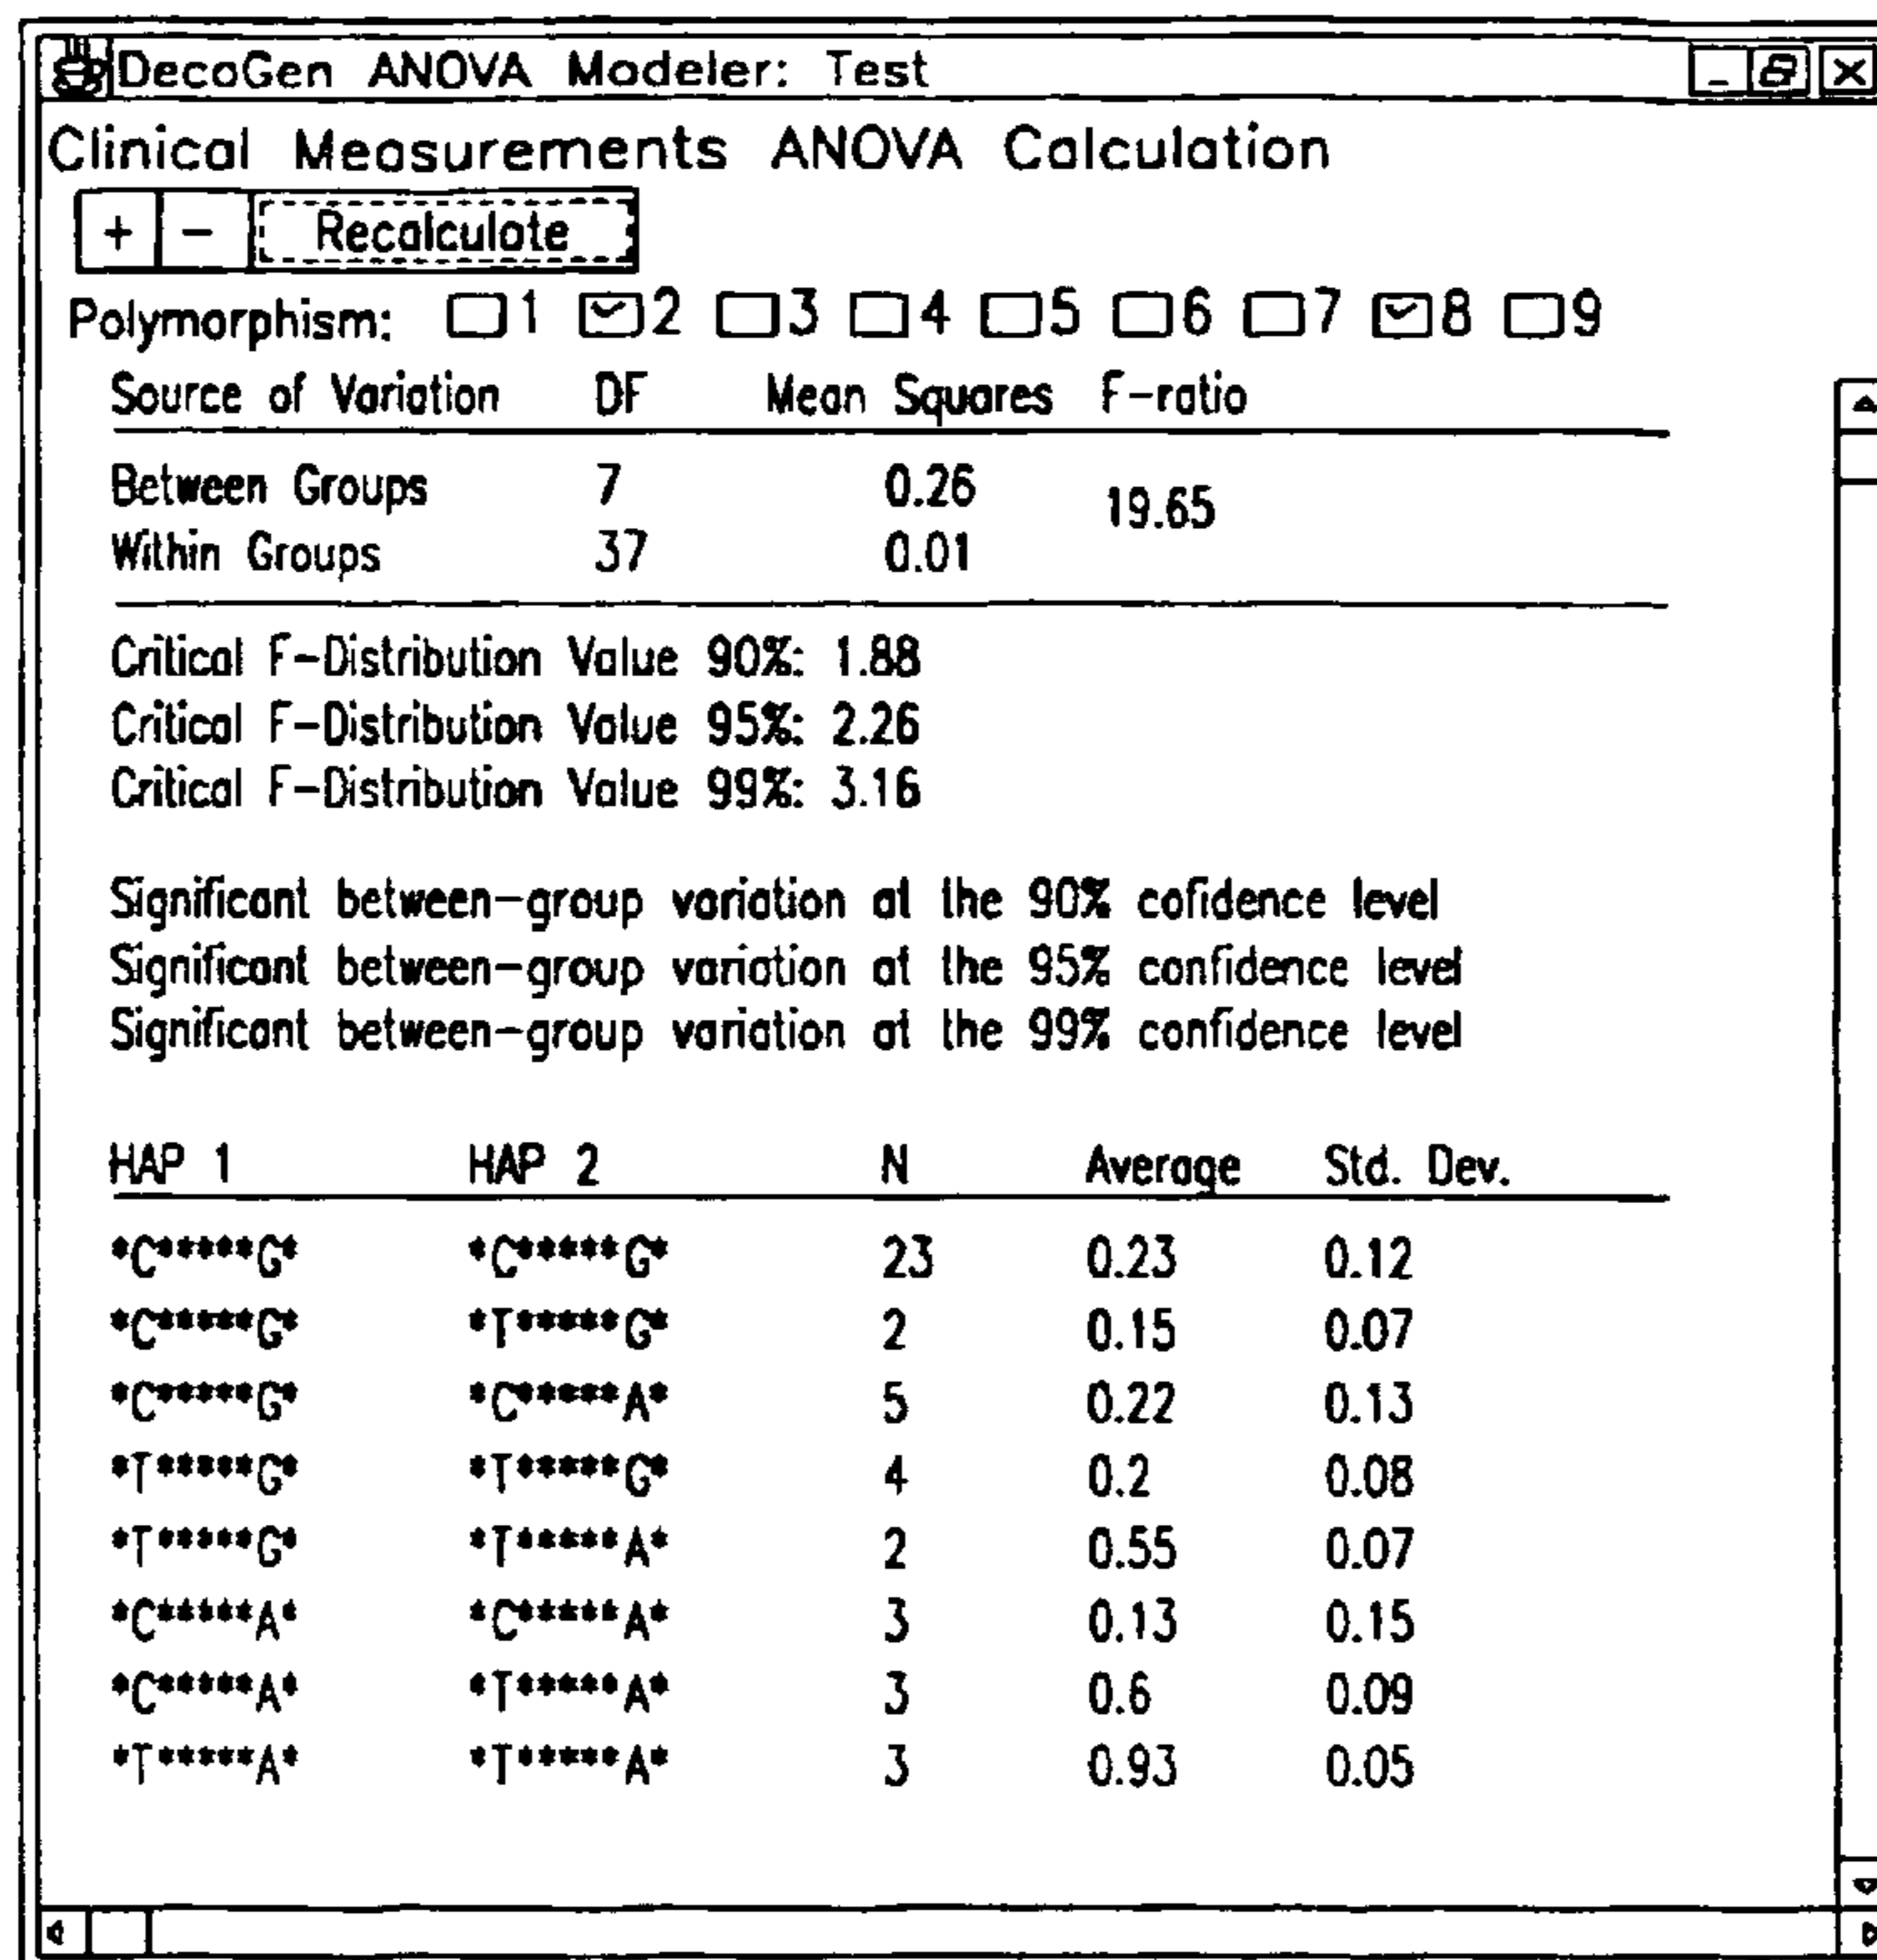 DecoGen ANOVA Modeler: Test
Clinical Measurements ANOVA Calculation
+ - Recalculate
Polymorphism: 1 2 3 4 5 6 7 8 9
Source of Variation DF Mean Squares F-ratio
Between Groups 7 0.26 19.65
Within Groups 37 0.01
Critical F-Distribution Value 90%: 1.88
Critical F-Distribution Value 95%: 2.26
Critical F-Distribution Value 99%: 3.16
Significant between-group variation at the 90% cofidence level
Significant between-group variation at the 95% confidence level
Significant between-group variation at the 99% confidence level
HAP 1 HAP 2 N Average Std. Dev.
*C*****G* *C*****G* 23 0.23 0.12
*C*****G* *T*****G* 2 0.15 0.07
*C*****G* *C*****A* 5 0.22 0.13
*T*****G* *T*****G* 4 0.2 0.08
*T*****G* *T*****A* 2 0.55 0.07
*C*****A* *C*****A* 3 0.13 0.15
*C*****A* *T*****A* 3 0.6 0.09
*T*****A* *T*****A* 3 0.93 0.05